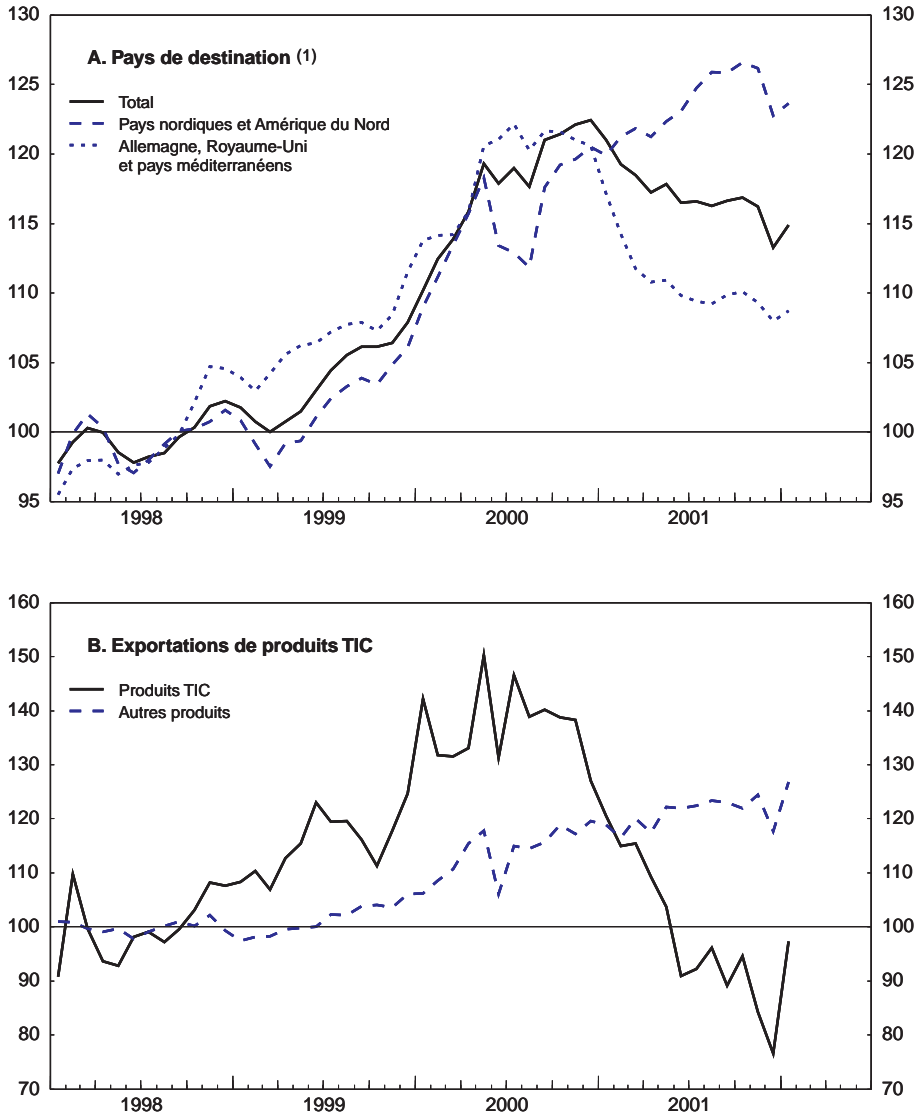 130 130
A. Pays de destination (1)
125 125
Total
Pays nordiques et Amérique du Nord
120 120
Allemagne, Royaume-Uni
et pays méditerranéens
115 115
110 110
105 105
100 100
95 95
1998 1999 2000 2001
160 160
B. Exportations de produits TIC
150 150
Produits TIC
140 140
Autres produits
130 130
120 120
110 110
100 100
90 90
80 80
70 70
1998 1999 2000 2001